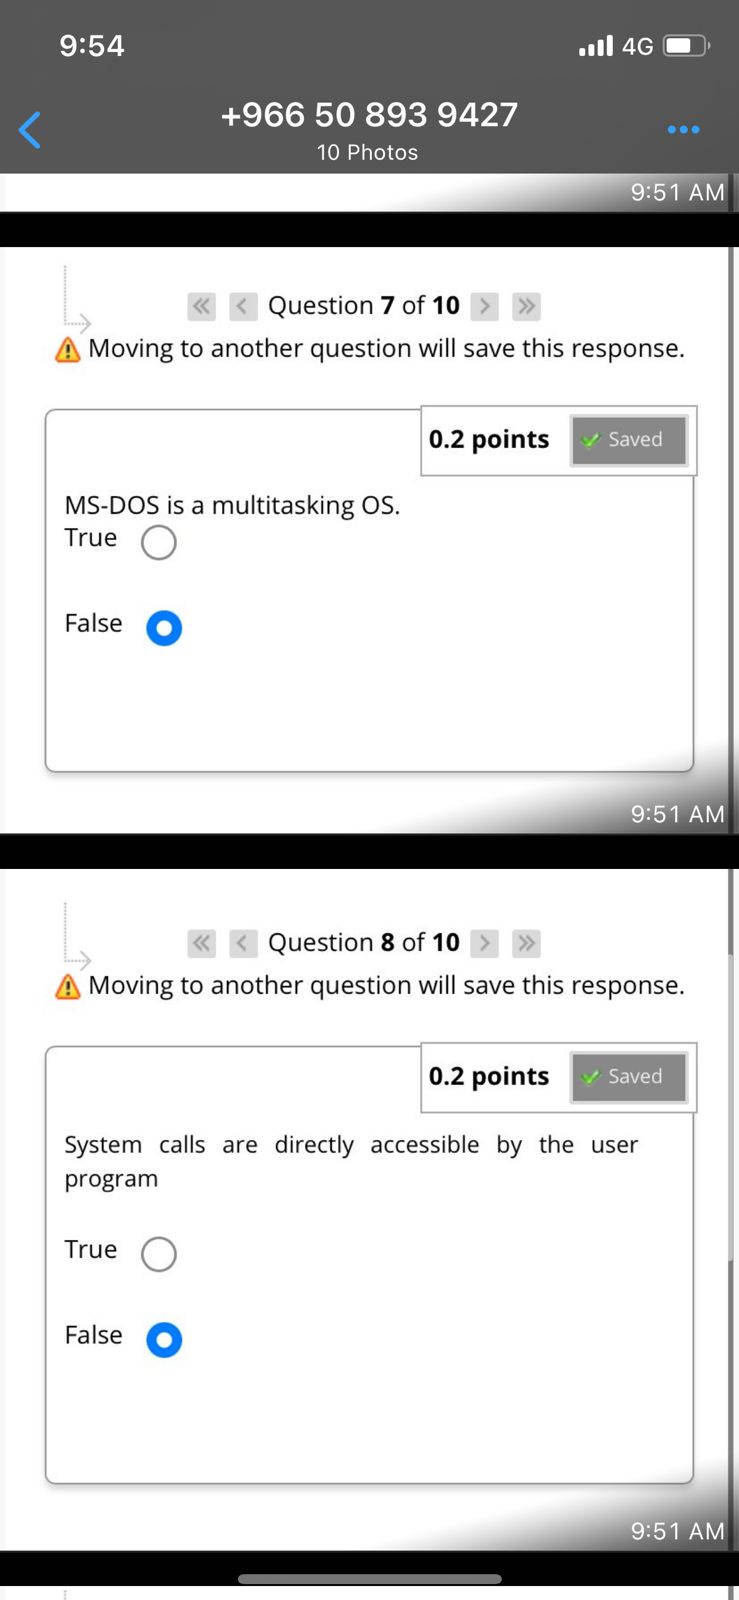 9:54
4G
+966 50 893 9427
10 Photos
9:51 AM
Question 7 of 10
Moving to another question will save this response.
0.2 points
Saved
MS-DOS is a multitasking OS.
True
False
9:51 AM
Question 8 of 10
Moving to another question will save this response.
0.2 points
Saved
System calls are directly accessible by the user
program
True
False
9:51 AM